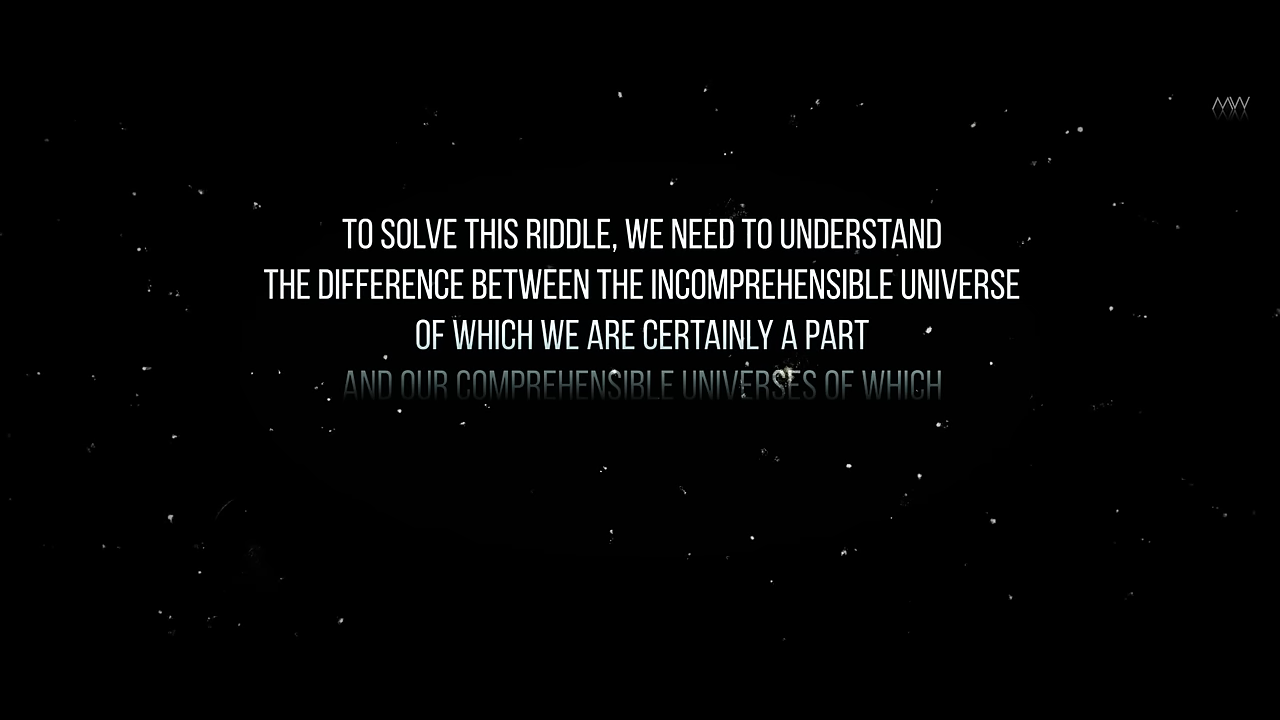 MW
TO SOLVE THIS RIDDLE, WE NEED TO UNDERSTAND
THE DIFFERENCE BETWEEN THE INCOMPREHENSIBLE UNIVERSE
OF WHICH WE ARE CERTAINLY A PART
AND OUR COMPREHENSIBLE UNIVERSES OF WHICH